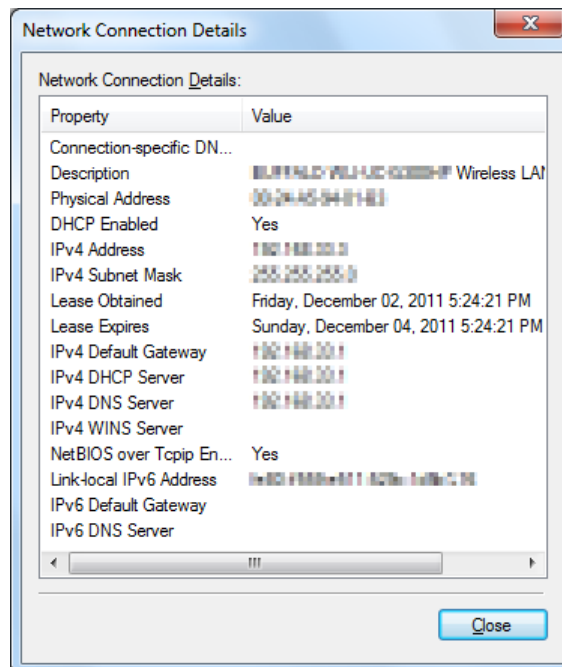 Network Connection Details
Network Connection Details:
Property Value
Connection-specific DN...
Description Wireless LAN
Physical Address
DHCP Enabled Yes
IPv4 Address
IPv4 Subnet Mask
Lease Obtained Friday, December 02, 2011 5:24:21 PM
Lease Expires Sunday, December 04, 2011 5:24:21 PM
IPv4 Default Gateway
IPv4 DHCP Server
IPv4 DNS Server
IPv4 WINS Server
NetBIOS over Tcpip En... Yes
Link-local IPv6 Address
IPv6 Default Gateway
IPv6 DNS Server
Close